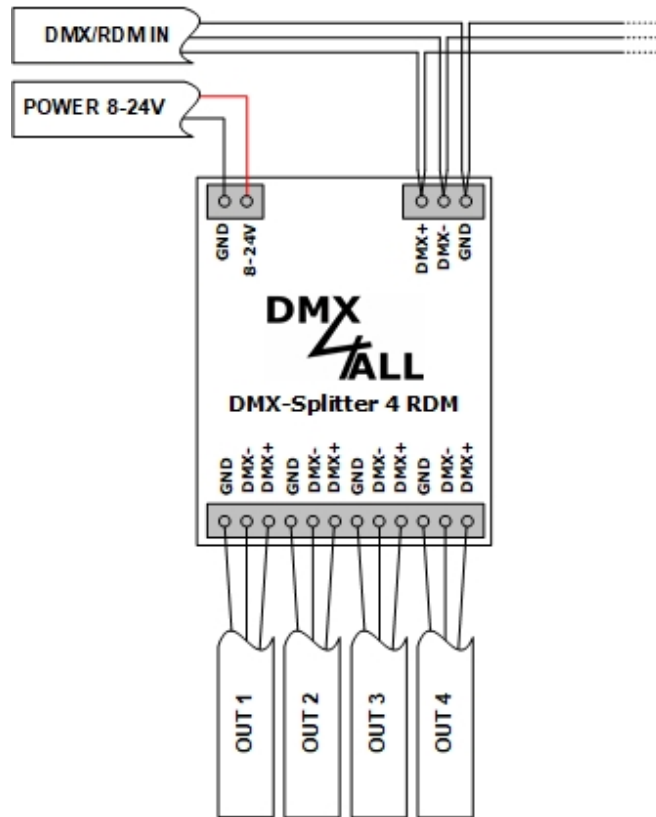 DMX/RDM IN
POWER 8-24V
GND
8-24V
DMX+
DMX-
GND
DMX
4
ALL
DMX-Splitter 4 RDM
GND
DMX-
DMX+
GND
DMX-
DMX+
GND
DMX-
DMX+
GND
DMX-
DMX+
OUT 1
OUT 2
OUT 3
OUT 4